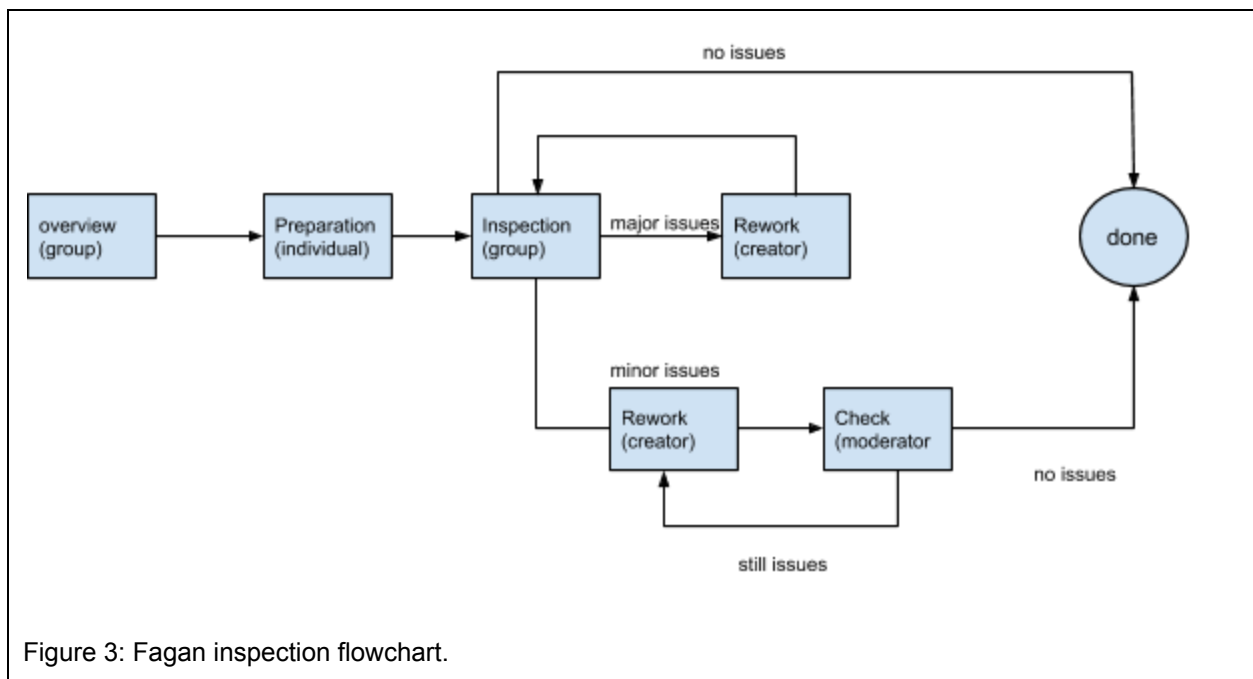 no issues
overview
(group)
Preparation
(individual)
Inspection
(group)
major issues
Rework
(creator)
done
minor issues
Rework
(creator)
Check
(moderator
no issues
still issues
Figure 3: Fagan inspection flowchart.